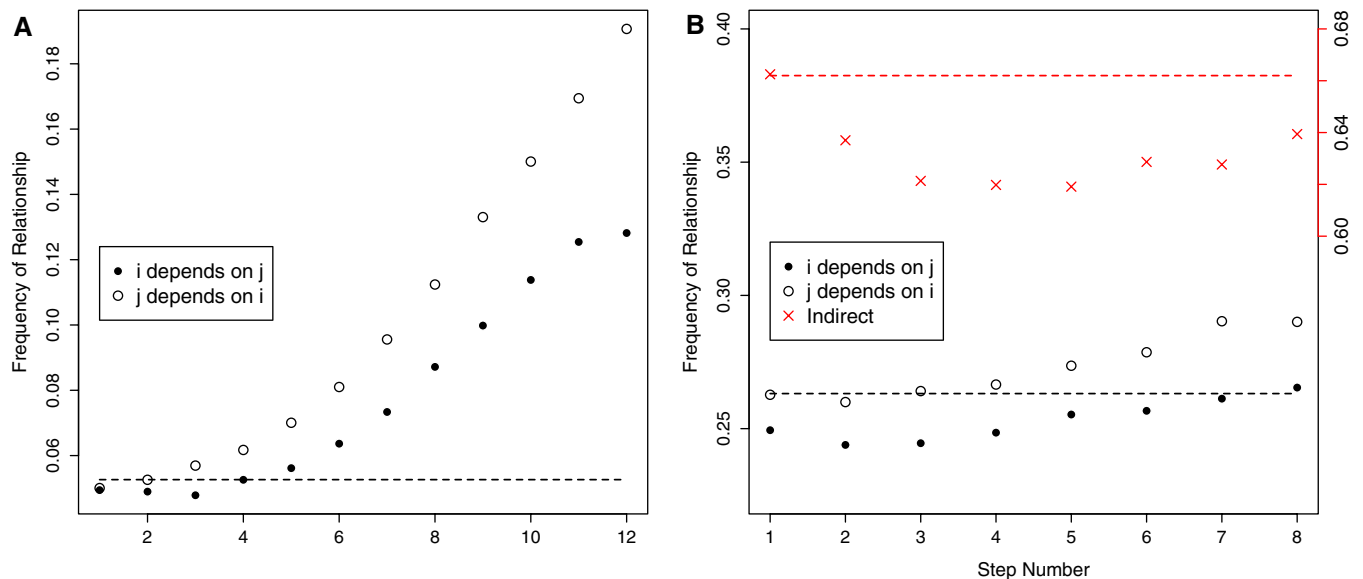 A
Frequency of Relationship
0.18
0.16
0.14
0.12
0.10
0.08
0.06
i depends on j
j depends on i
2 4 6 8 10 12
B
Frequency of Relationship
0.40
0.35
0.30
0.25
0.68
0.64
0.60
i depends on j
j depends on i
Indirect
1 2 3 4 5 6 7 8
Step Number